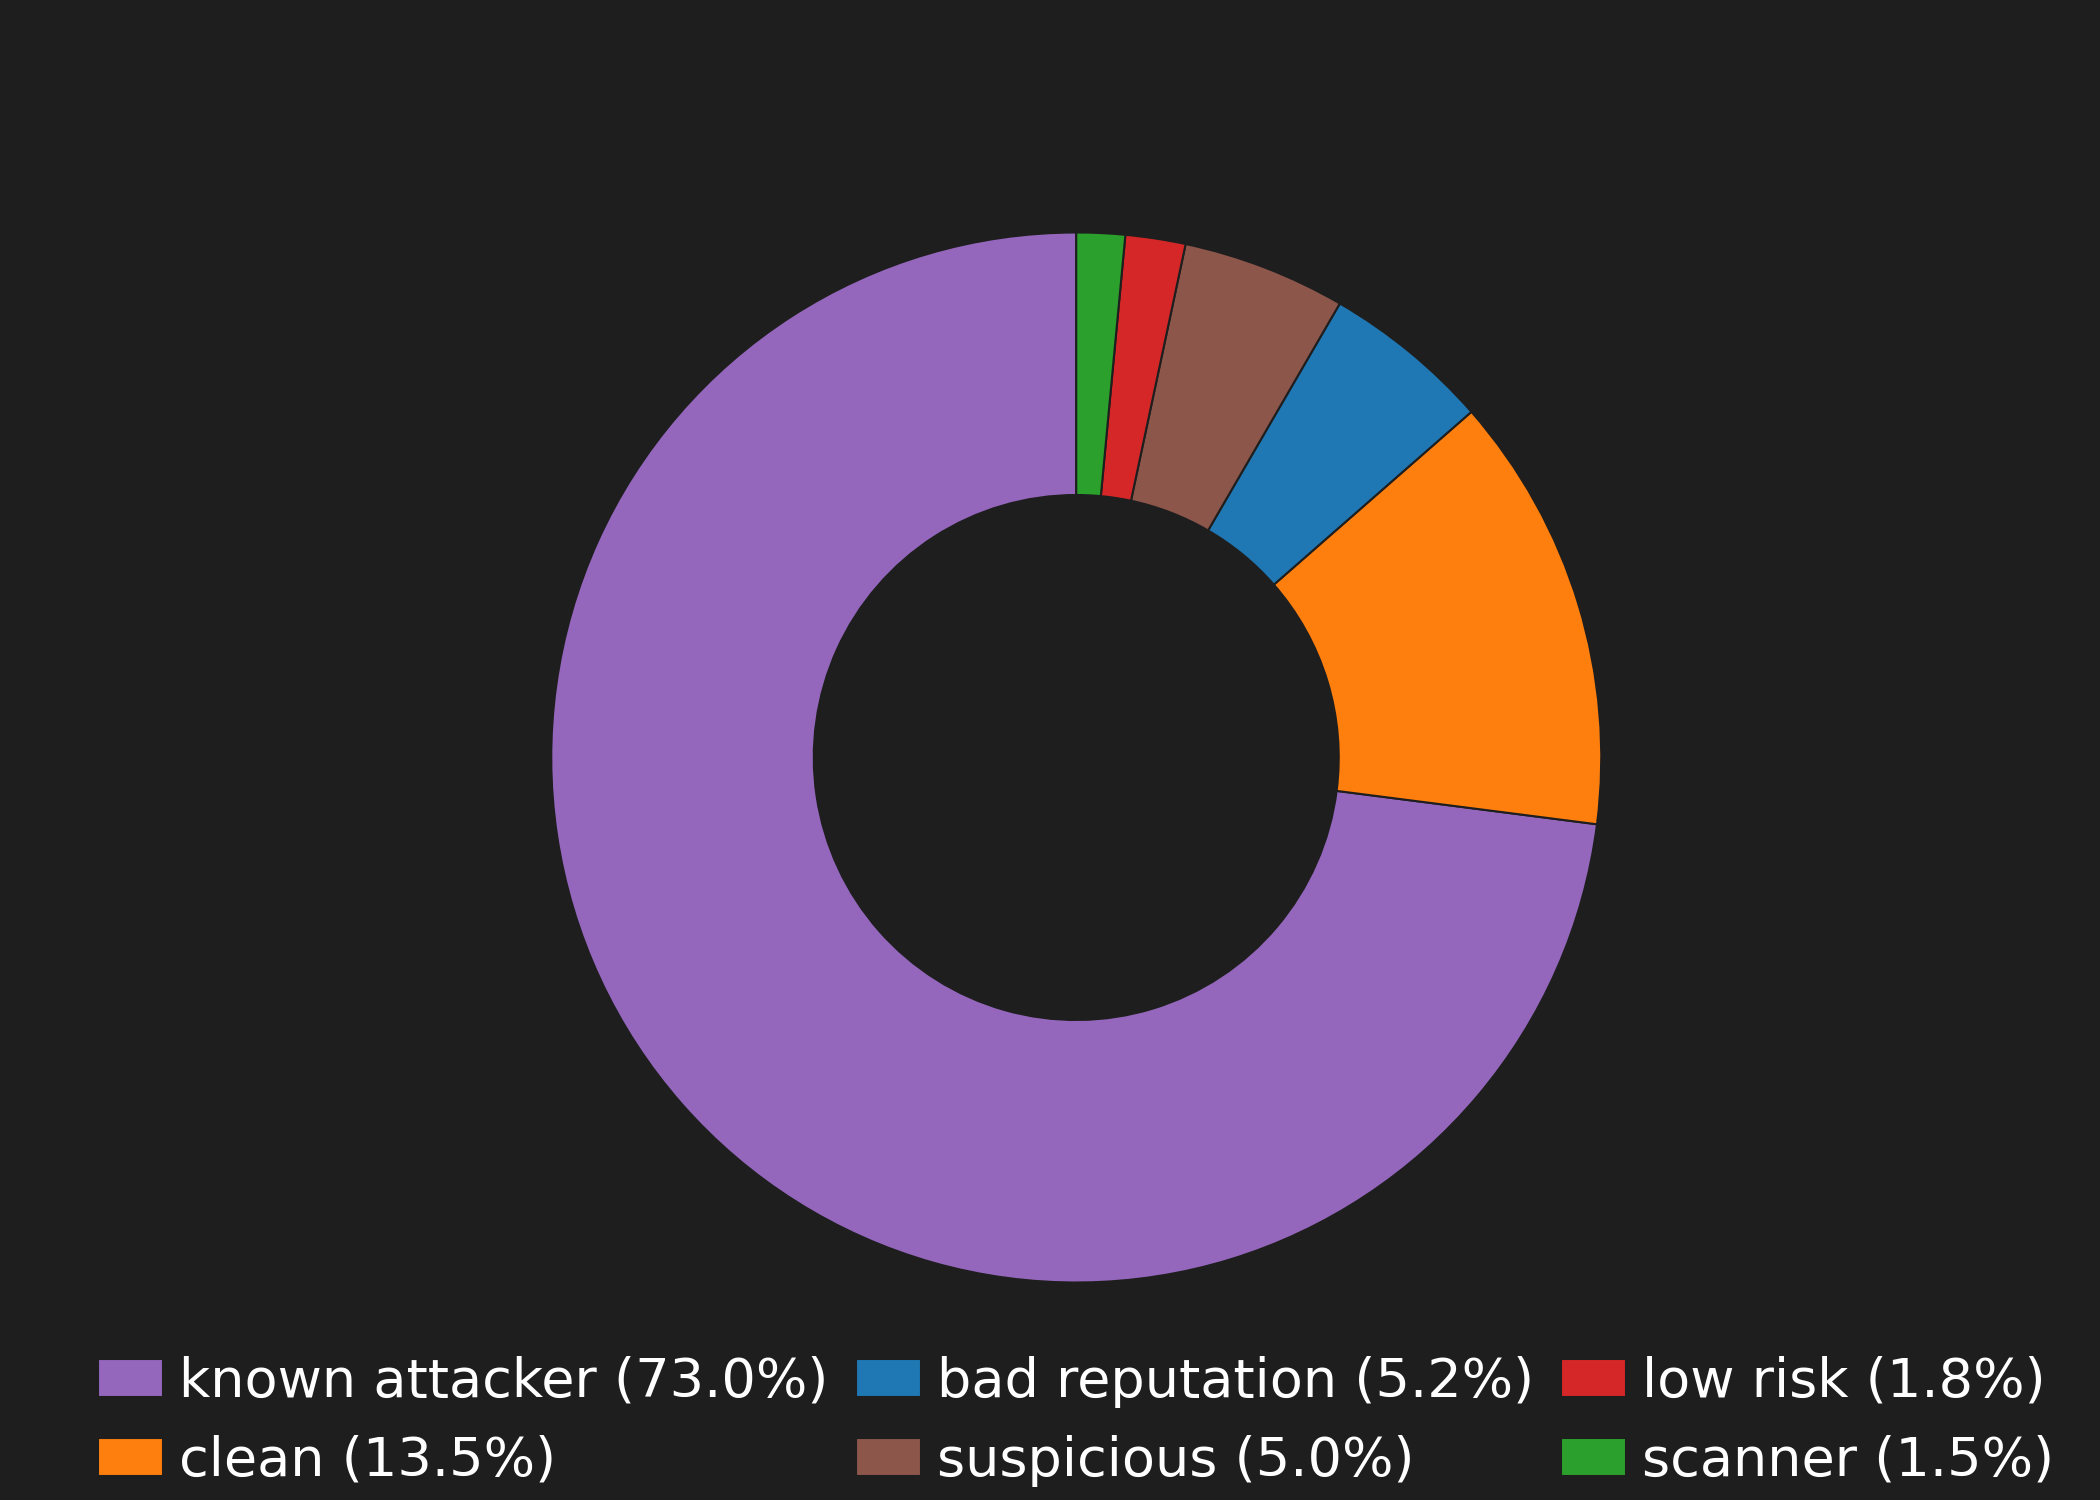 known attacker (73.0%)
clean (13.5%)
bad reputation (5.2%)
suspicious (5.0%)
low risk (1.8%)
scanner (1.5%)